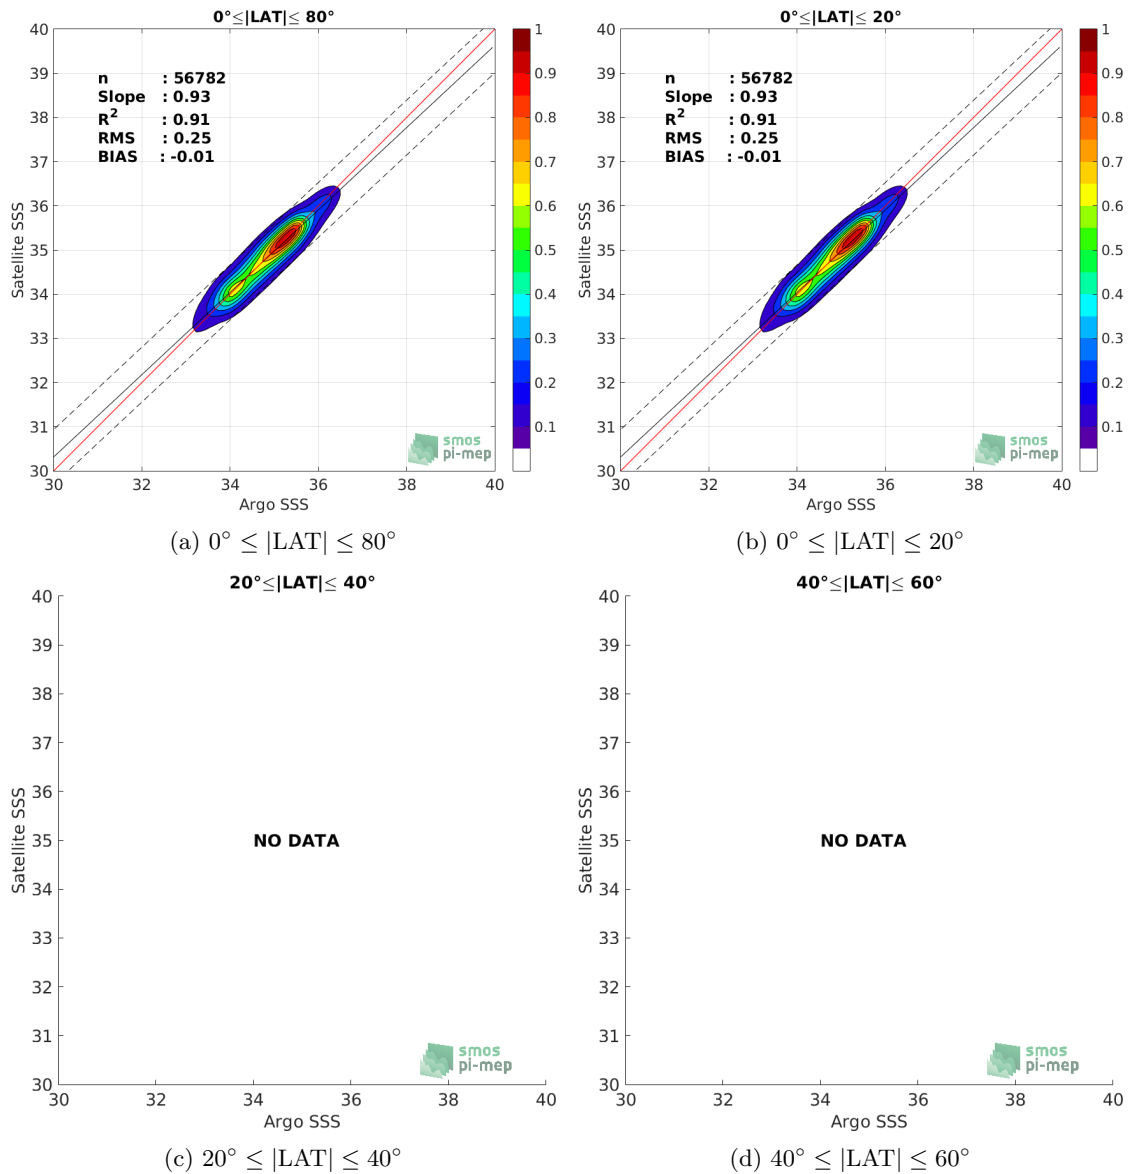 0°≤|LAT|≤ 80°
40
39
38
37
36
35
34
33
32
31
30
Satellite SSS
n : 56782
Slope : 0.93
R2 : 0.91
RMS : 0.25
BIAS : -0.01
smos
pi-mep
30 32 34 36 38 40
Argo SSS
1
0.9
0.8
0.7
0.6
0.5
0.4
0.3
0.2
0.1
(a) 0° ≤ |LAT| ≤ 80°
0°≤|LAT|≤ 20°
40
39
38
37
36
35
34
33
32
31
30
Satellite SSS
n : 56782
Slope : 0.93
R2 : 0.91
RMS : 0.25
BIAS : -0.01
smos
pi-mep
30 32 34 36 38 40
Argo SSS
1
0.9
0.8
0.7
0.6
0.5
0.4
0.3
0.2
0.1
(b) 0° ≤ |LAT| ≤ 20°
20°≤|LAT|≤ 40°
40
39
38
37
36
35
34
33
32
31
30
Satellite SSS
NO DATA
smos
pi-mep
30 32 34 36 38 40
Argo SSS
(c) 20° ≤ |LAT| ≤ 40°
40°≤|LAT|≤ 60°
40
39
38
37
36
35
34
33
32
31
30
Satellite SSS
NO DATA
smos
pi-mep
30 32 34 36 38 40
Argo SSS
(d) 40° ≤ |LAT| ≤ 60°